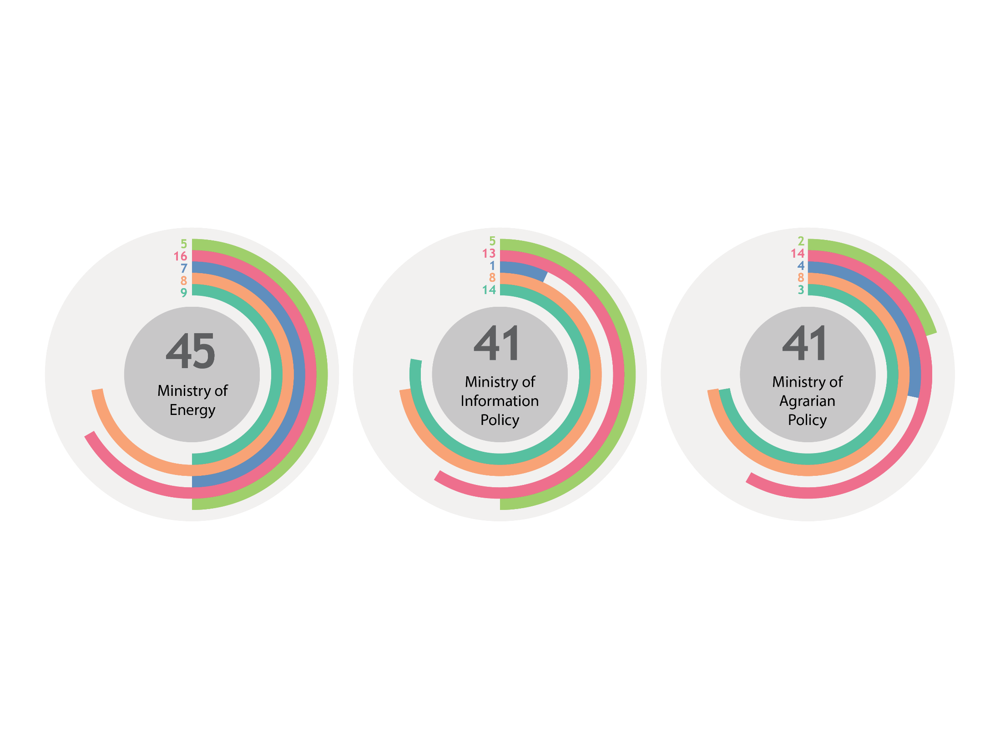 5
16
7
8
9
45
Ministry of
Energy
5
13
1
8
14
41
Ministry of
Information
Policy
2
14
4
8
3
41
Ministry of
Agrarian
Policy